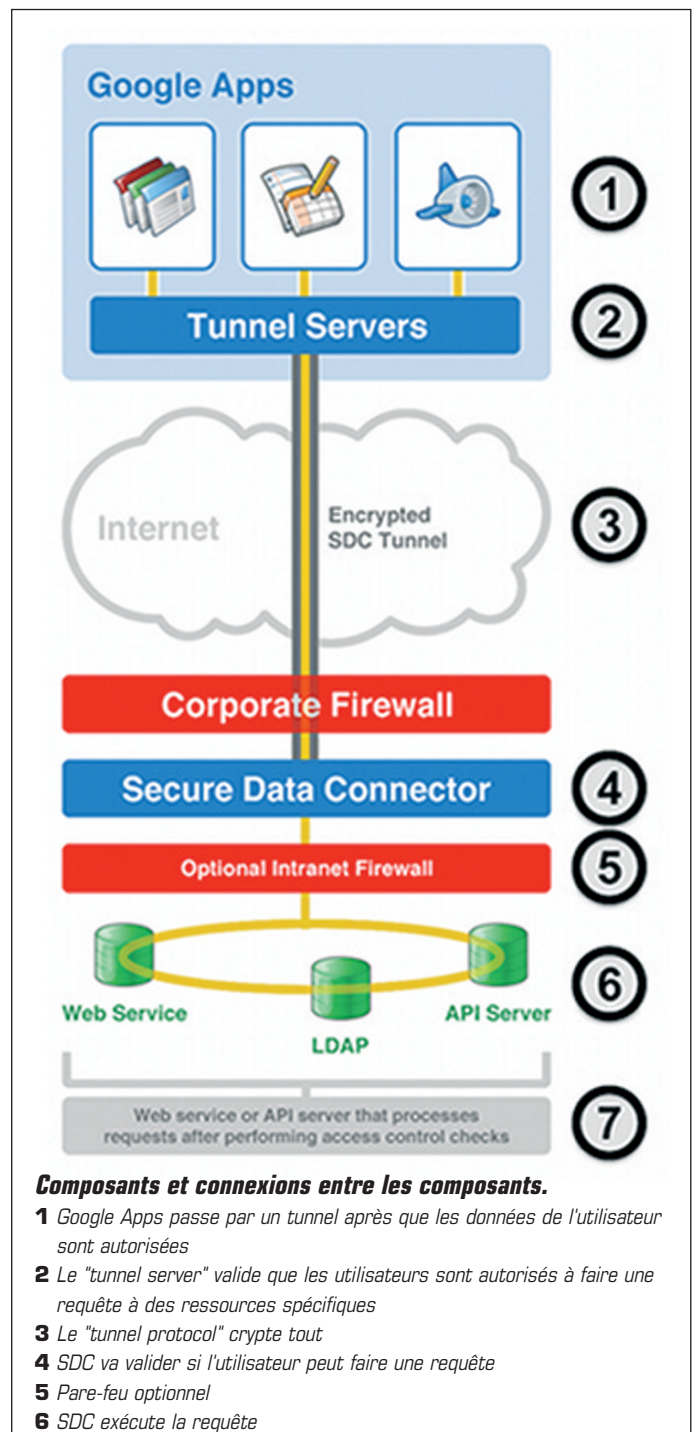 Google Apps
1
Tunnel Servers
2
Internet
Encrypted
SDC Tunnel
3
Corporate Firewall
Secure Data Connector
4
Optional Intranet Firewall
5
Web Service
LDAP
API Server
6
Web service or API server that processes
requests after performing access control checks
7
Composants et connexions entre les composants.
1 Google Apps passe par un tunnel après que les données de l'utilisateur
sont autorisées
2 Le "tunnel server" valide que les utilisateurs sont autorisés à faire une
requête à des ressources spécifiques
3 Le "tunnel protocol" crypte tout
4 SDC va valider si l'utilisateur peut faire une requête
5 Pare-feu optionnel
6 SDC exécute la requête